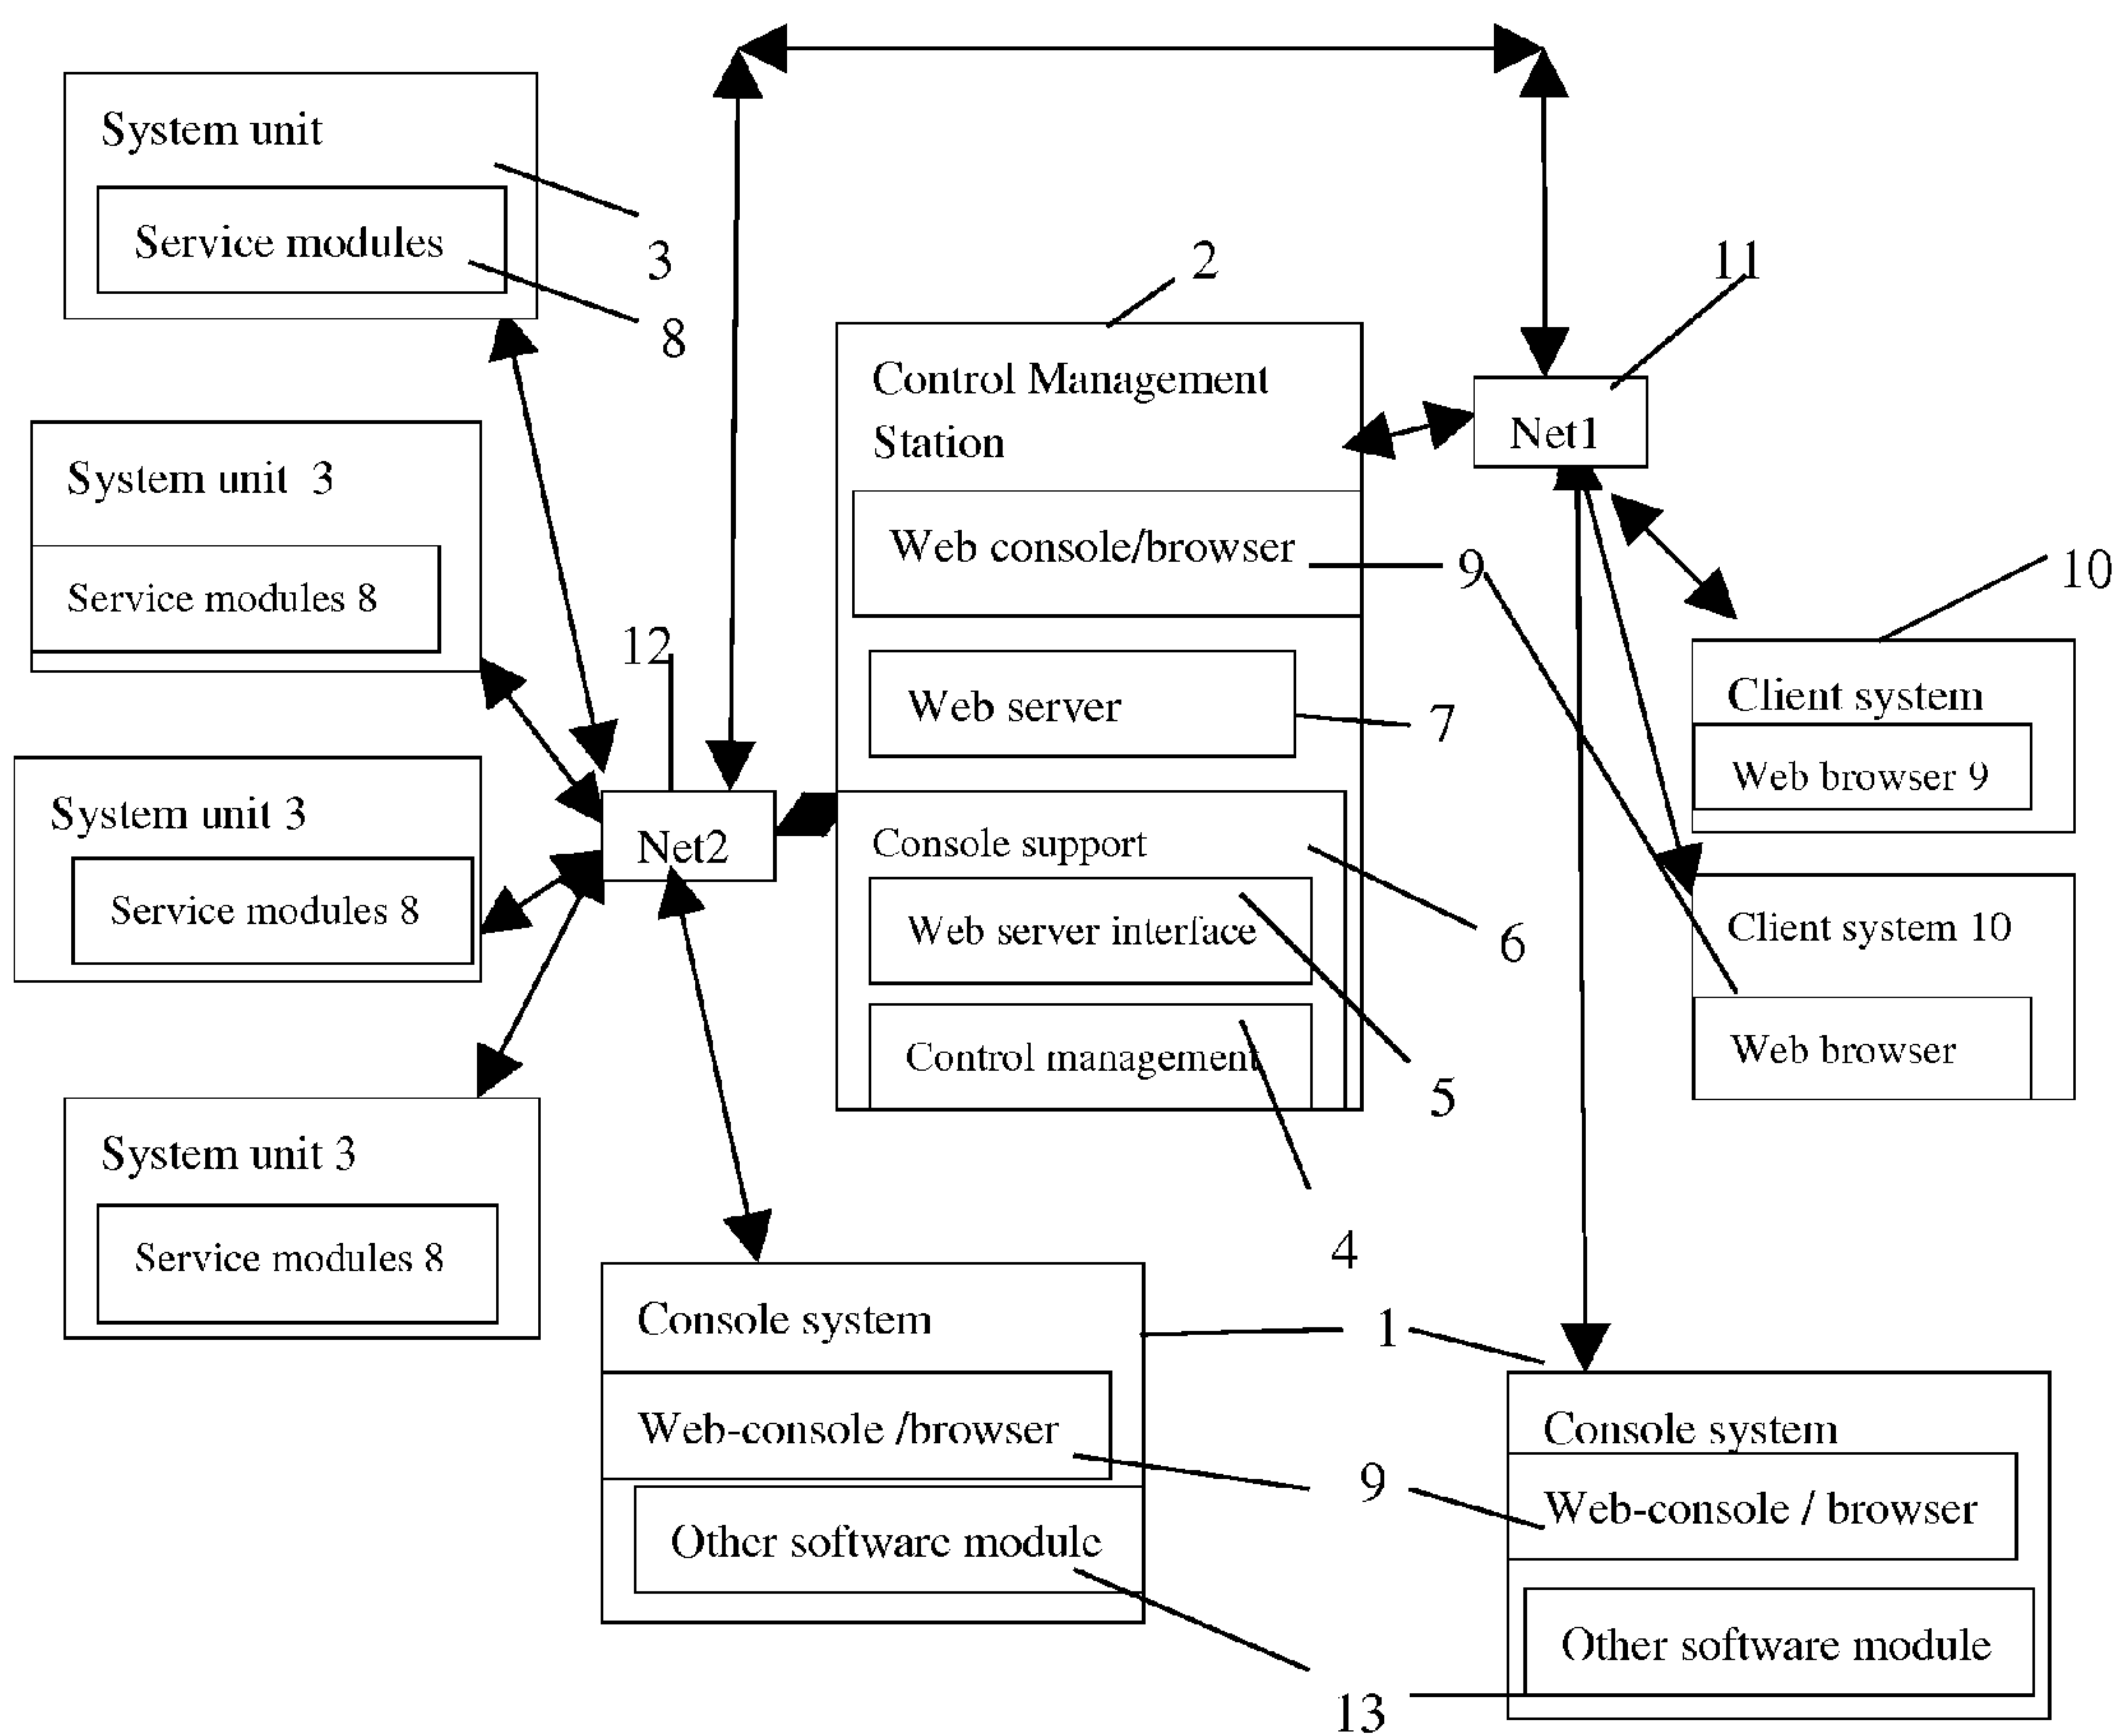 System unit
Service modules
3
8
System unit 3
Service modules 8
System unit 3
Service modules 8
System unit 3
Service modules 8
12
Net2
2
Control Management
Station
Web console/browser
9
Web server
7
Console support
6
Web server interface
5
Control management
4
11
Net1
10
Client system
Web browser 9
Client system 10
Web browser
Console system
1
Web-console /browser
9
Other software module
13
Console system
Web-console / browser
Other software module